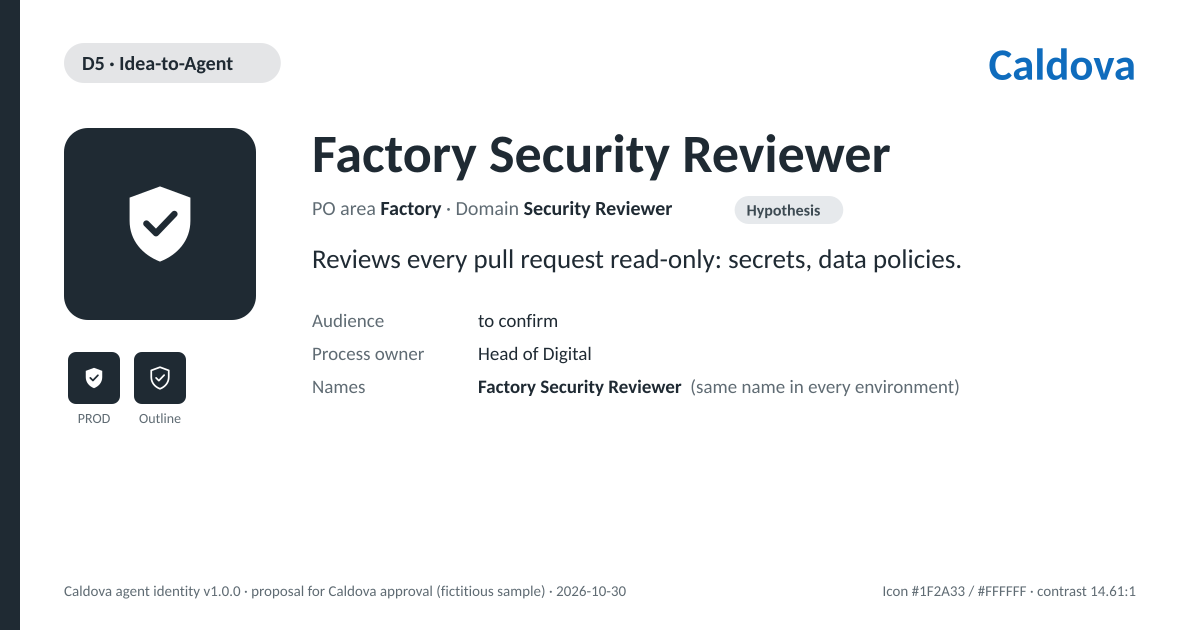 D5 · Idea-to-Agent
Caldova
Factory Security Reviewer
PO area Factory · Domain Security Reviewer
Hypothesis
Reviews every pull request read-only: secrets, data policies.
Audience to confirm
Process owner Head of Digital
Names Factory Security Reviewer (same name in every environment)
PROD Outline
Caldova agent identity v1.0.0 · proposal for Caldova approval (fictitious sample) · 2026-10-30
Icon #1F2A33 / #FFFFFF · contrast 14.61:1